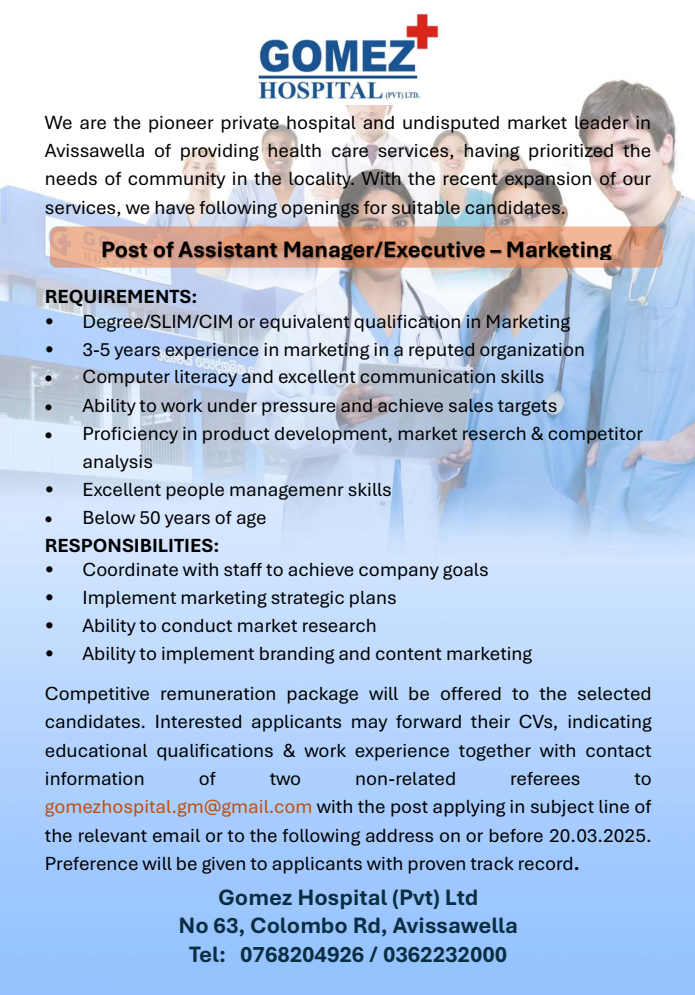 GOMEZ
HOSPITAL (PVT) LTD.
We are the pioneer private hospital and undisputed market leader in
Avissawella of providing health care services, having prioritized the
needs of community in the locality. With the recent expansion of our
services, we have following openings for suitable candidates.
Post of Assistant Manager/Executive – Marketing
REQUIREMENTS:
• Degree/SLIM/CIM or equivalent qualification in Marketing
• 3-5 years experience in marketing in a reputed organization
• Computer literacy and excellent communication skills
• Ability to work under pressure and achieve sales targets
• Proficiency in product development, market reserch & competitor
analysis
• Excellent people managemenr skills
• Below 50 years of age
RESPONSIBILITIES:
• Coordinate with staff to achieve company goals
• Implement marketing strategic plans
• Ability to conduct market research
• Ability to implement branding and content marketing
Competitive remuneration package will be offered to the selected
candidates. Interested applicants may forward their CVs, indicating
educational qualifications & work experience together with contact
information of two non-related referees to
gomezhospital.gm@gmail.com with the post applying in subject line of
the relevant email or to the following address on or before 20.03.2025.
Preference will be given to applicants with proven track record.
Gomez Hospital (Pvt) Ltd
No 63, Colombo Rd, Avissawella
Tel: 0768204926 / 0362232000